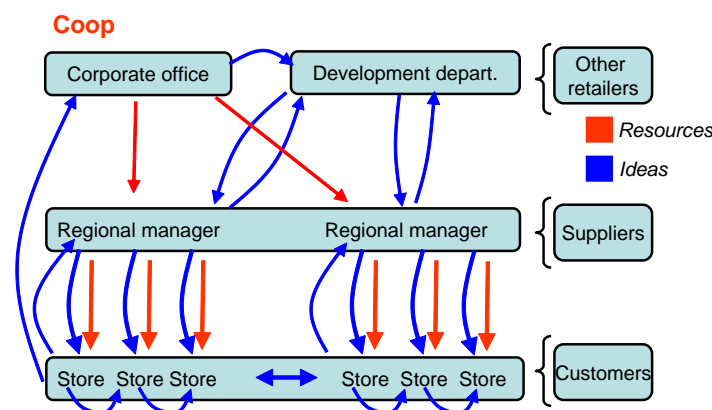 Coop
Corporate office
Development depart.
Other
retailers
Resources
Ideas
Regional manager
Regional manager
Suppliers
Store Store Store
Store Store Store
Customers